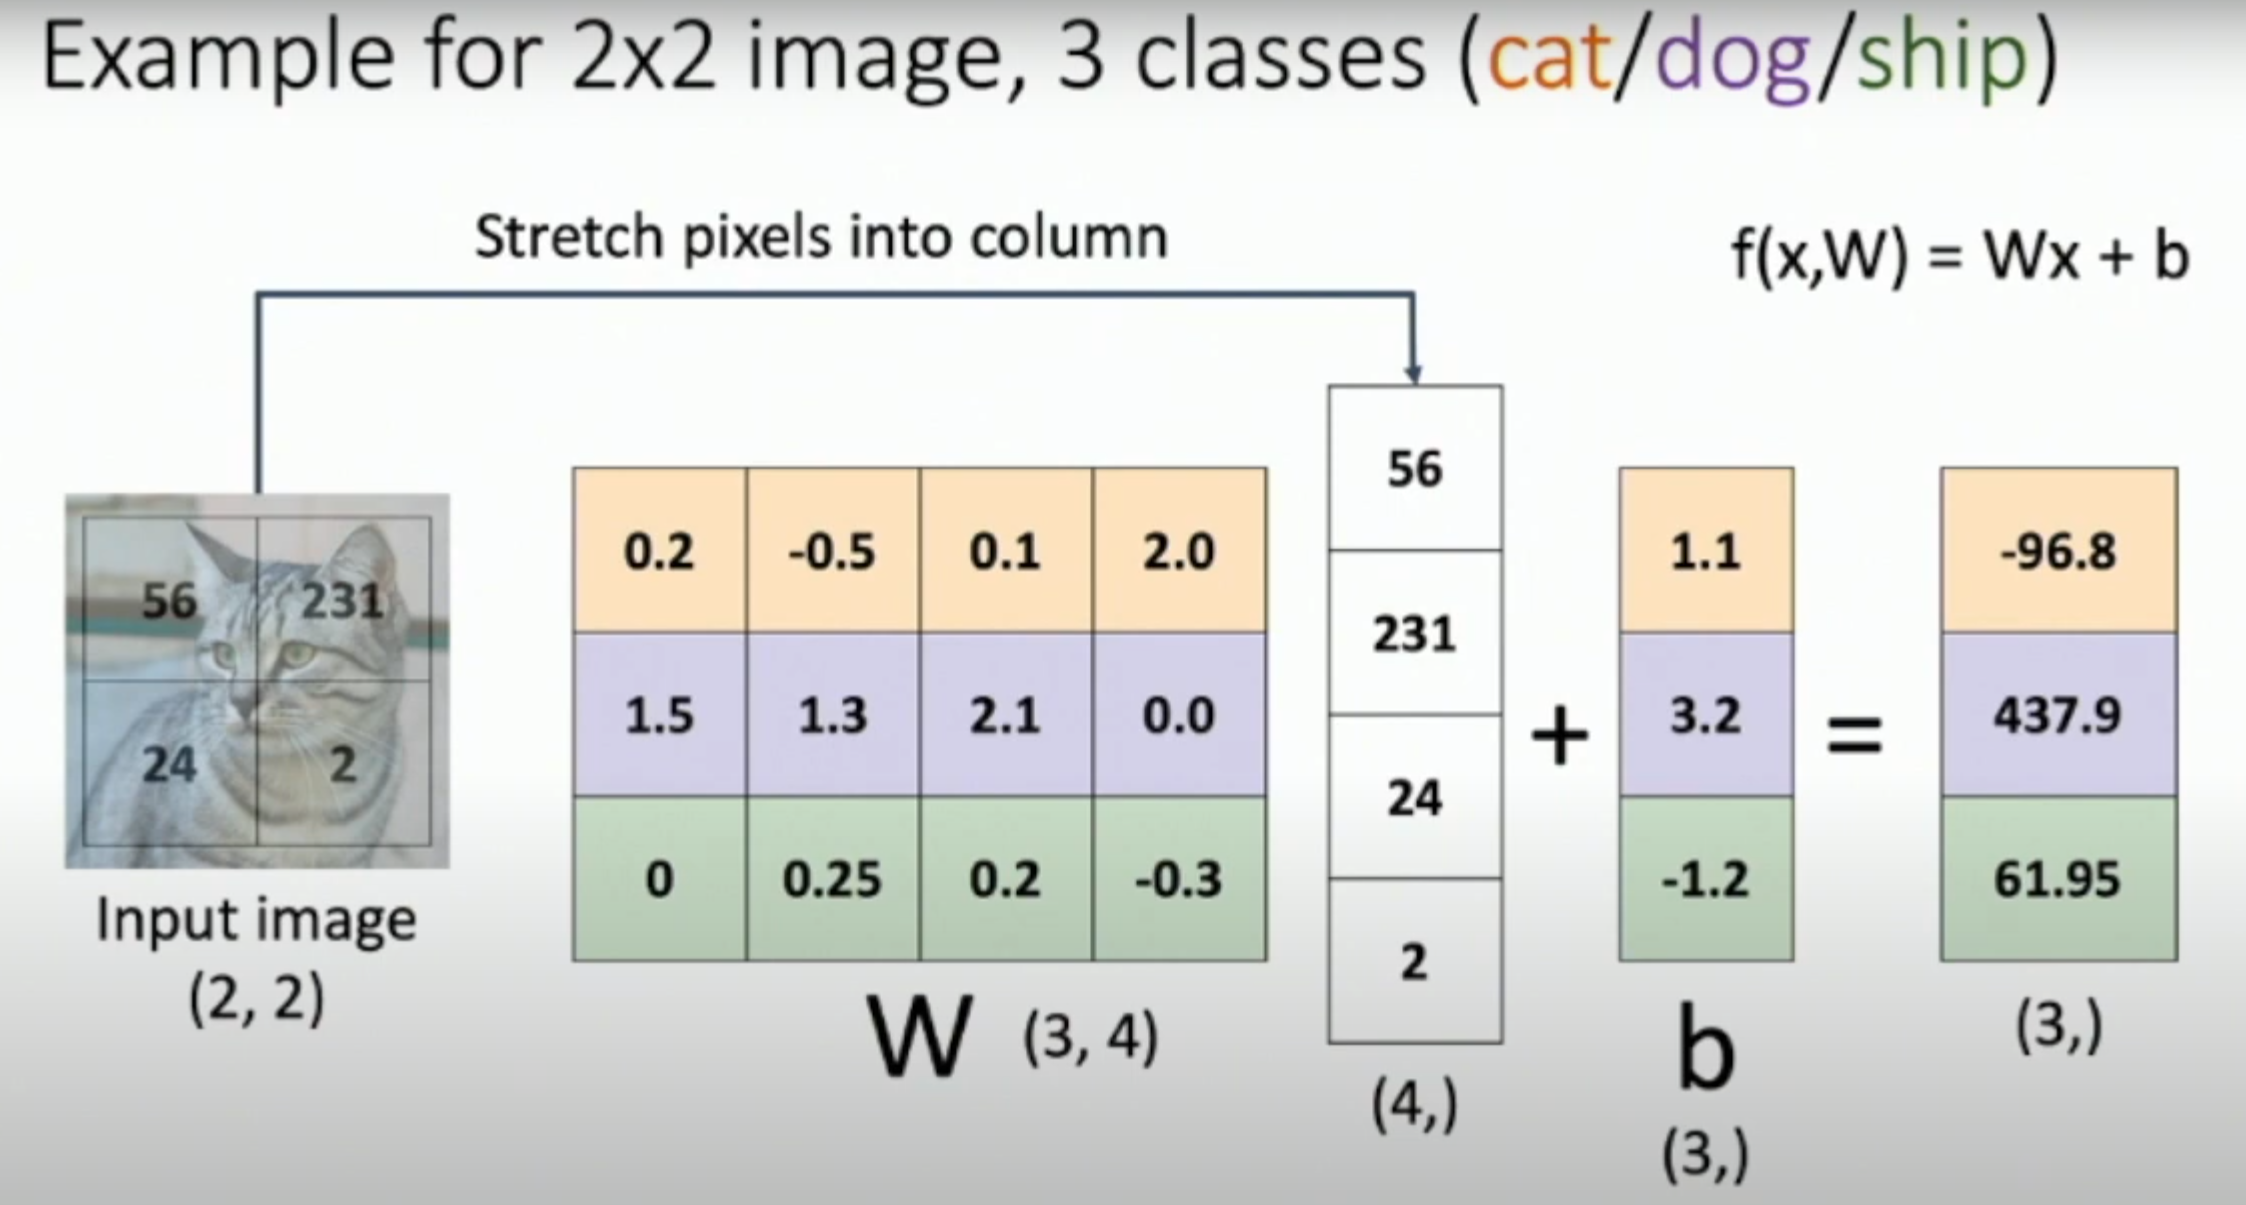 Example for 2x2 image, 3 classes (cat/dog/ship)
Stretch pixels into column
f(x,W) = Wx + b
56 231
24 2
Input image
(2, 2)
0.2 -0.5 0.1 2.0
1.5 1.3 2.1 0.0
0 0.25 0.2 -0.3
W (3, 4)
56
231
24
2
(4,)
+
1.1
3.2
-1.2
b
(3,)
=
-96.8
437.9
61.95
(3,)